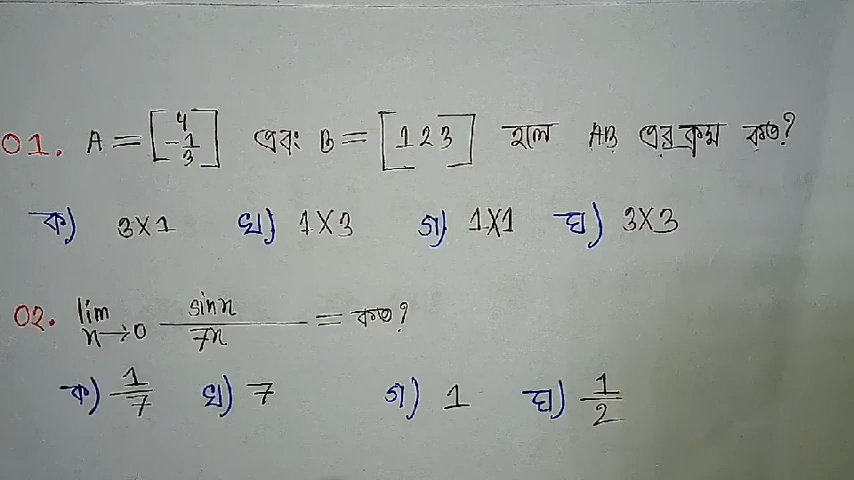 01. A = [4 -1 3] এবং B = [1 2 3] হলে AB এর ক্রম কত?
ক) 3×1 খ) 1×3 গ) 1×1 ঘ) 3×3
02. lim x→0 sinx / 7x = কত?
ক) 1/7 খ) 7 গ) 1 ঘ) 1/2